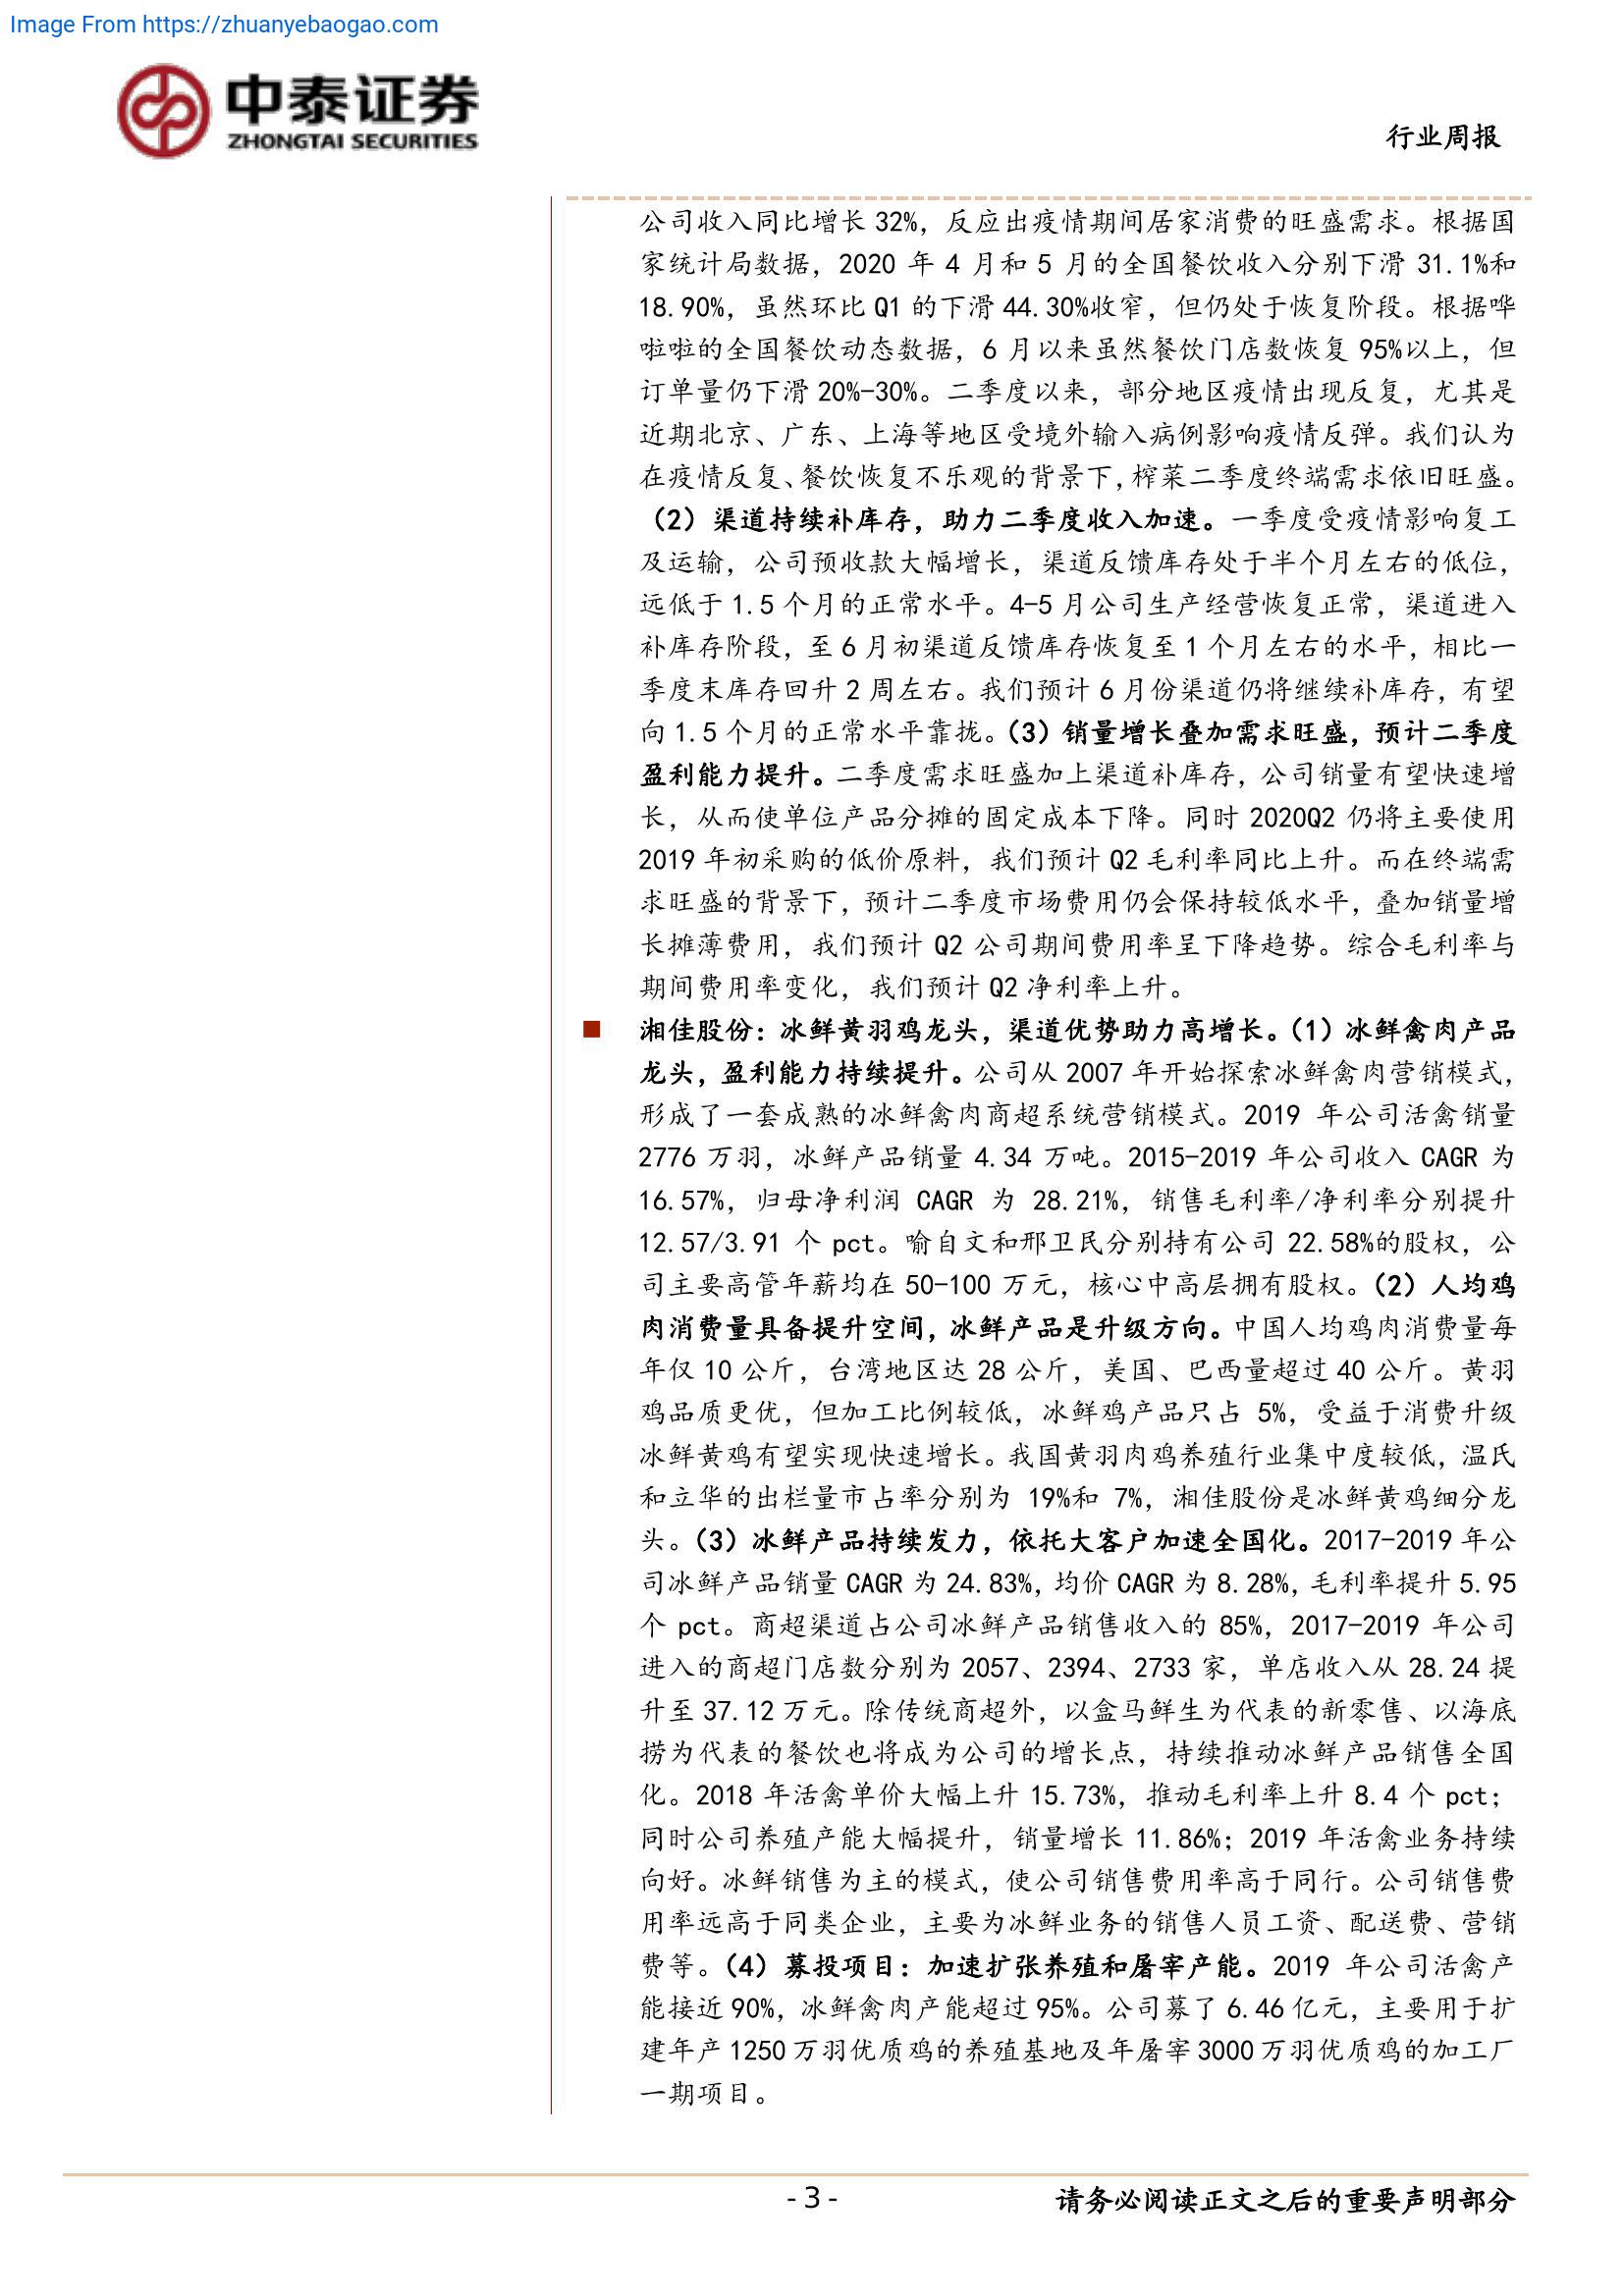 Image From https://zhuanyebaogao.com
中泰证券
ZHONGTAI SECURITIES
行业周报
公司收入同比增长 32%，反应出疫情期间居家消费的旺盛需求。根据国
家统计局数据，2020 年 4 月和 5 月的全国餐饮收入分别下滑 31.1%和
18.90%，虽然环比 Q1 的下滑 44.30%收窄，但仍处于恢复阶段。根据哗
啦啦的全国餐饮动态数据，6 月以来虽然餐饮门店数恢复 95%以上，但
订单量仍下滑 20%-30%。二季度以来，部分地区疫情出现反复，尤其是
近期北京、广东、上海等地区受境外输入病例影响疫情反弹。我们认为
在疫情反复、餐饮恢复不乐观的背景下，榨菜二季度终端需求依旧旺盛。
（2）渠道持续补库存，助力二季度收入加速。一季度受疫情影响复工
及运输，公司预收款大幅增长，渠道反馈库存处于半个月左右的低位，
远低于 1.5 个月的正常水平。4-5 月公司生产经营恢复正常，渠道进入
补库存阶段，至 6 月初渠道反馈库存恢复至 1 个月左右的水平，相比一
季度末库存回升 2 周左右。我们预计 6 月份渠道仍将继续补库存，有望
向 1.5 个月的正常水平靠拢。（3）销量增长叠加需求旺盛，预计二季度
盈利能力提升。二季度需求旺盛加上渠道补库存，公司销量有望快速增
长，从而使单位产品分摊的固定成本下降。同时 2020Q2 仍将主要使用
2019 年初采购的低价原料，我们预计 Q2 毛利率同比上升。而在终端需
求旺盛的背景下，预计二季度市场费用仍会保持较低水平，叠加销量增
长摊薄费用，我们预计 Q2 公司期间费用率呈下降趋势。综合毛利率与
期间费用率变化，我们预计 Q2 净利率上升。
■ 湘佳股份：冰鲜黄羽鸡龙头，渠道优势助力高增长。（1）冰鲜禽肉产品
龙头，盈利能力持续提升。公司从 2007 年开始探索冰鲜禽肉营销模式，
形成了一套成熟的冰鲜禽肉商超系统营销模式。2019 年公司活禽销量
2776 万羽，冰鲜产品销量 4.34 万吨。2015-2019 年公司收入 CAGR 为
16.57%，归母净利润 CAGR 为 28.21%，销售毛利率/净利率分别提升
12.57/3.91 个 pct。喻自文和邢卫民分别持有公司 22.58%的股权，公
司主要高管年薪均在 50-100 万元，核心中高层拥有股权。（2）人均鸡
肉消费量具备提升空间，冰鲜产品是升级方向。中国人均鸡肉消费量每
年仅 10 公斤，台湾地区达 28 公斤，美国、巴西量超过 40 公斤。黄羽
鸡品质更优，但加工比例较低，冰鲜鸡产品只占 5%，受益于消费升级
冰鲜黄鸡有望实现快速增长。我国黄羽肉鸡养殖行业集中度较低，温氏
和立华的出栏量市占率分别为 19%和 7%，湘佳股份是冰鲜黄鸡细分龙
头。（3）冰鲜产品持续发力，依托大客户加速全国化。2017-2019 年公
司冰鲜产品销量 CAGR 为 24.83%，均价 CAGR 为 8.28%，毛利率提升 5.95
个 pct。商超渠道占公司冰鲜产品销售收入的 85%，2017-2019 年公司
进入的商超门店数分别为 2057、2394、2733 家，单店收入从 28.24 提
升至 37.12 万元。除传统商超外，以盒马鲜生为代表的新零售、以海底
捞为代表的餐饮也将成为公司的增长点，持续推动冰鲜产品销售全国
化。2018 年活禽单价大幅上升 15.73%，推动毛利率上升 8.4 个 pct；
同时公司养殖产能大幅提升，销量增长 11.86%；2019 年活禽业务持续
向好。冰鲜销售为主的模式，使公司销售费用率高于同行。公司销售费
用率远高于同类企业，主要为冰鲜业务的销售人员工资、配送费、营销
费等。（4）募投项目：加速扩张养殖和屠宰产能。2019 年公司活禽产
能接近 90%，冰鲜禽肉产能超过 95%。公司募了 6.46 亿元，主要用于扩
建年产 1250 万羽优质鸡的养殖基地及年屠宰 3000 万羽优质鸡的加工厂
一期项目。
- 3 -
请务必阅读正文之后的重要声明部分